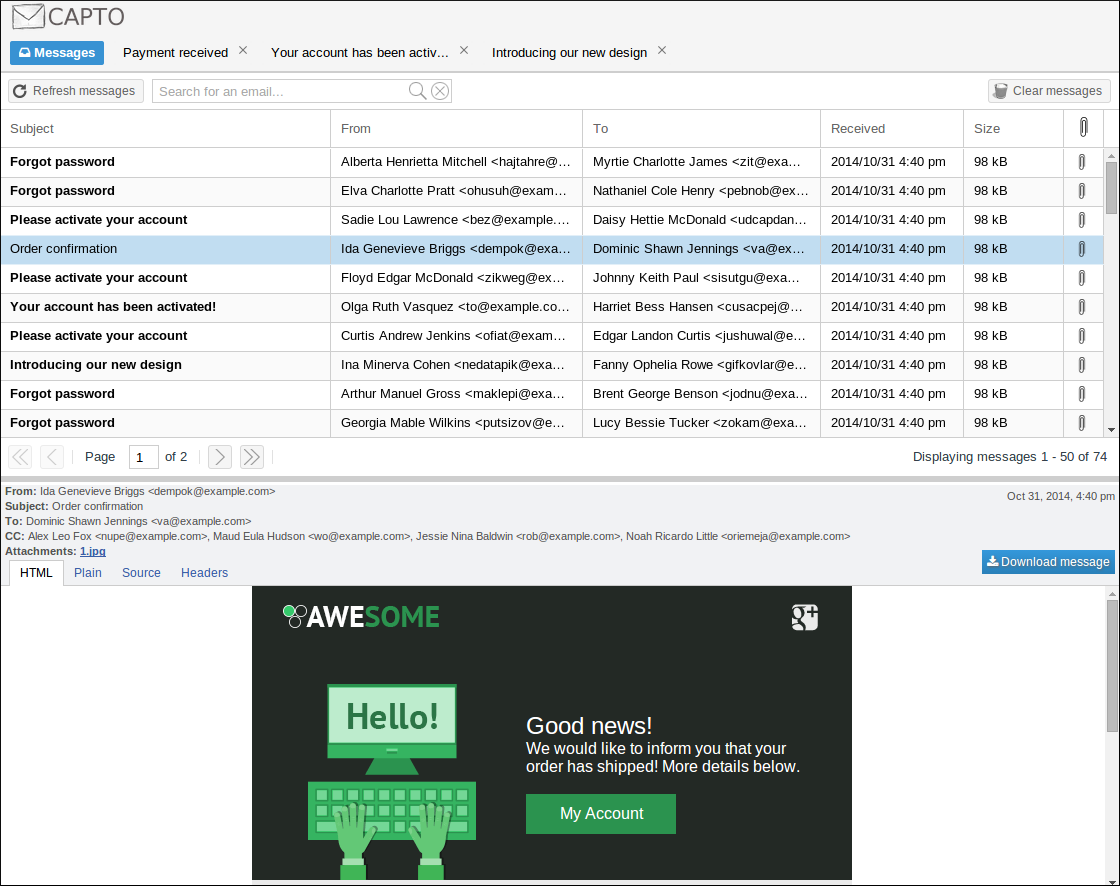 CAPTO
Messages Payment received Your account has been activ... Introducing our new design
Refresh messages Search for an email... Clear messages
Subject From To Received Size
Forgot password Alberta Henrietta Mitchell <hajtahre@... Myrtie Charlotte James <zit@exa... 2014/10/31 4:40 pm 98 kB
Forgot password Elva Charlotte Pratt <ohusuh@exam... Nathaniel Cole Henry <pebnob@ex... 2014/10/31 4:40 pm 98 kB
Please activate your account Sadie Lou Lawrence <bez@example.... Daisy Hettie McDonald <udcapdan... 2014/10/31 4:40 pm 98 kB
Order confirmation Ida Genevieve Briggs <dempok@exa... Dominic Shawn Jennings <va@ex... 2014/10/31 4:40 pm 98 kB
Please activate your account Floyd Edgar McDonald <zikweg@ex... Johnny Keith Paul <sisutgu@exa... 2014/10/31 4:40 pm 98 kB
Your account has been activated! Olga Ruth Vasquez <to@example.co... Harriet Bess Hansen <cusacpej@... 2014/10/31 4:40 pm 98 kB
Please activate your account Curtis Andrew Jenkins <ofiat@exam... Edgar Landon Curtis <jushuwal@e... 2014/10/31 4:40 pm 98 kB
Introducing our new design Ina Minerva Cohen <nedatapik@exa... Fanny Ophelia Rowe <gifkovlar@e... 2014/10/31 4:40 pm 98 kB
Forgot password Arthur Manuel Gross <maklepi@exa... Brent George Benson <jodnu@exa... 2014/10/31 4:40 pm 98 kB
Forgot password Georgia Mable Wilkins <putsizov@e... Lucy Bessie Tucker <zokam@exa... 2014/10/31 4:40 pm 98 kB
Page 1 of 2 Displaying messages 1 - 50 of 74
From: Ida Genevieve Briggs <dempok@example.com> Oct 31, 2014, 4:40 pm
Subject: Order confirmation
To: Dominic Shawn Jennings <va@example.com>
CC: Alex Leo Fox <nupe@example.com>, Maud Eula Hudson <wo@example.com>, Jessie Nina Baldwin <rob@example.com>, Noah Ricardo Little <oriemeja@example.com>
Attachments: 1.jpg
Download message
HTML Plain Source Headers
AWESOME g+
Hello!
Good news!
We would like to inform you that your
order has shipped! More details below.
My Account